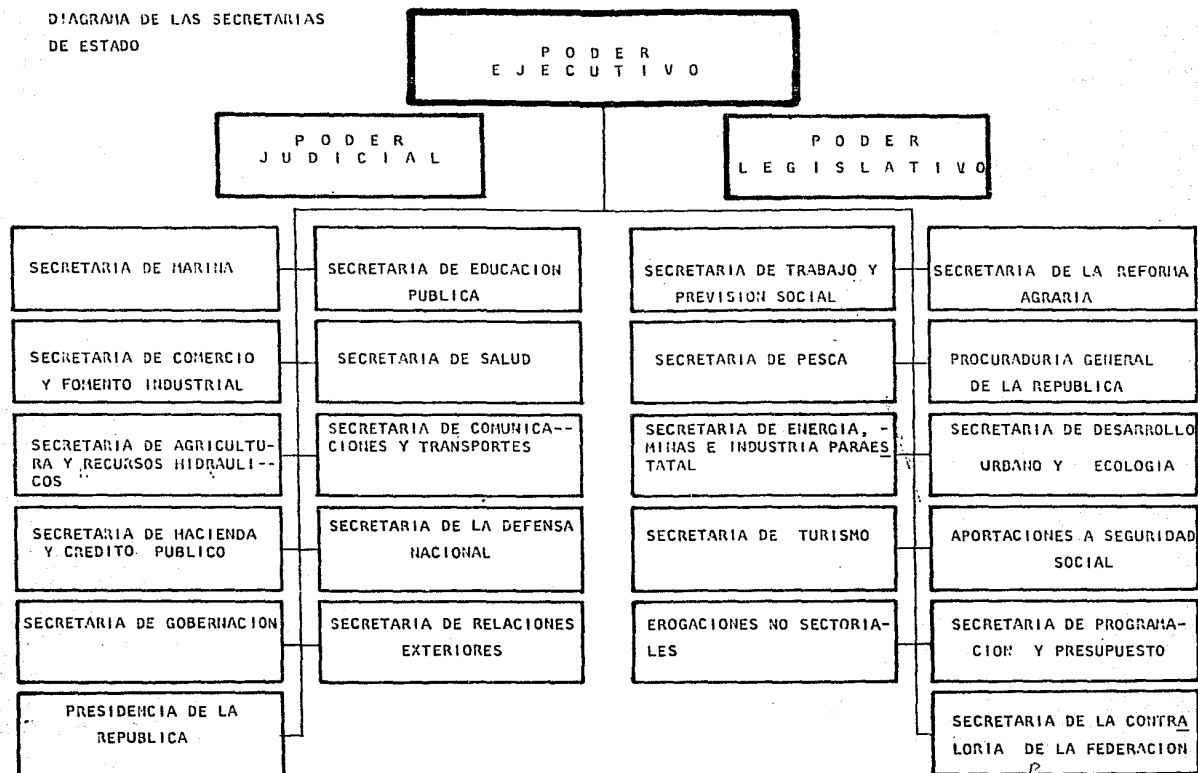 DIAGRAMA DE LAS SECRETARIAS
DE ESTADO
P O D E R
E J E C U T I V O
P O D E R
J U D I C I A L
P O D E R
L E G I S L A T I V O
SECRETARIA DE MARINA
SECRETARIA DE EDUCACION
PUBLICA
SECRETARIA DE TRABAJO Y
PREVISION SOCIAL
SECRETARIA DE LA REFORMA
AGRARIA
SECRETARIA DE COMERCIO
Y FOMENTO INDUSTRIAL
SECRETARIA DE SALUD
SECRETARIA DE PESCA
PROCURADURIA GENERAL
DE LA REPUBLICA
SECRETARIA DE AGRICULTU-
RA Y RECURSOS HIDRAULI--
COS
SECRETARIA DE COMUNICA--
CIONES Y TRANSPORTES
SECRETARIA DE ENERGIA, -
MINAS E INDUSTRIA PARAES
TATAL
SECRETARIA DE DESARROLLO
URBANO Y ECOLOGIA
SECRETARIA DE HACIENDA
Y CREDITO PUBLICO
SECRETARIA DE LA DEFENSA
NACIONAL
SECRETARIA DE TURISMO
APORTACIONES A SEGURIDAD
SOCIAL
SECRETARIA DE GOBERNACION
SECRETARIA DE RELACIONES
EXTERIORES
EROGACIONES NO SECTORIA-
LES
SECRETARIA DE PROGRAMA-
CION Y PRESUPUESTO
PRESIDENCIA DE LA
REPUBLICA
SECRETARIA DE LA CONTRA
LORIA DE LA FEDERACION